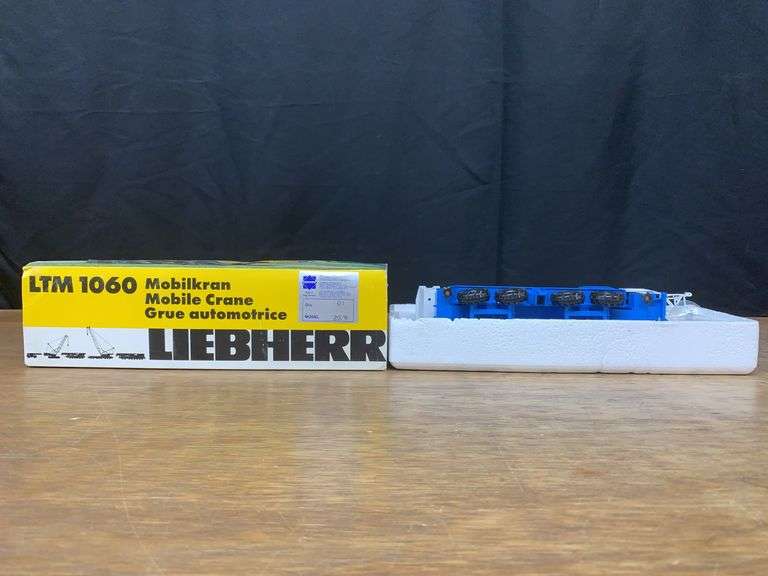 LTM 1060
Mobilkran
Mobile Crane
Grue automotrice
LIEBHERR